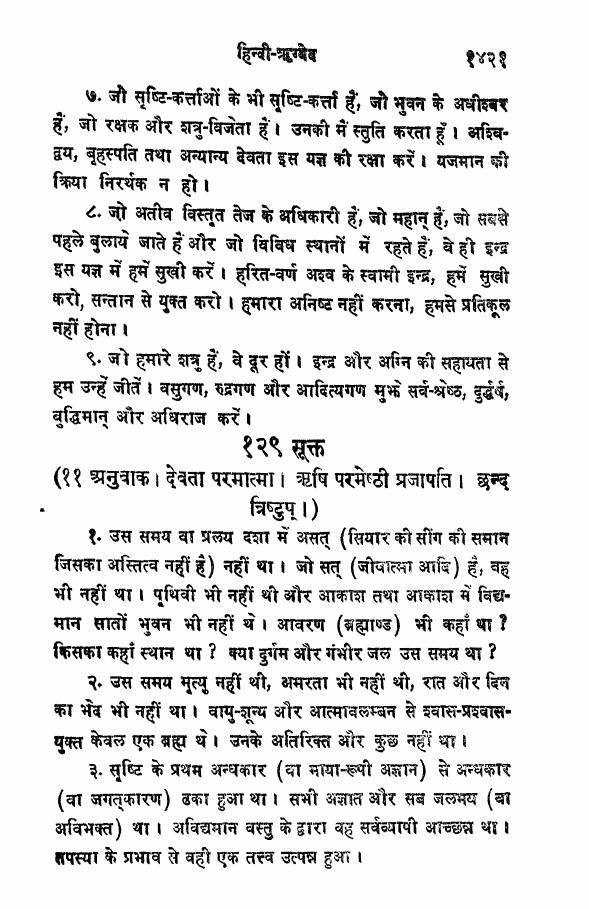 हिन्दी-ऋग्वेद १४२१
७. जो सृष्टि-कर्त्ताओं के भी सृष्टि-कर्त्ता हैं, जो भुवन के अधीश्वर
हैं, जो रक्षक और शत्रु-विजेता हैं। उनकी मैं स्तुति करता हूँ। अश्वि-
द्वय, बृहस्पति तथा अन्यान्य देवता इस यज्ञ की रक्षा करें। यजमान की
क्रिया निरर्थक न हो।
८. जो अतीव विस्तृत तेज के अधिकारी हैं, जो महान् हैं, जो सबसे
पहले बुलाये जाते हैं और जो विविध स्थानों में रहते हैं, वे ही इन्द्र
इस यज्ञ में हमें सुखी करें। हरित-वर्ण अश्व के स्वामी इन्द्र, हमें सुखी
करो, सन्तान से युक्त करो। हमारा अनिष्ट नहीं करना, हमसे प्रतिकूल
नहीं होना।
९. जो हमारे शत्रु हैं, वे दूर हों। इन्द्र और अग्नि की सहायता से
हम उन्हें जीतें। वसुगण, रुद्रगण और आदित्यगण मुझे सर्व-श्रेष्ठ, दुर्द्धर्ष,
बुद्धिमान् और अधिराज करें।
१२९ सूक्त
(११ अनुवाक। देवता परमात्मा। ऋषि परमेष्ठी प्रजापति। छन्द
त्रिष्टुप्।)
१. उस समय वा प्रलय दशा में असत् (सियार की सींग की समान
जिसका अस्तित्व नहीं है) नहीं था। जो सत् (जीवात्मा आदि) है, वह
भी नहीं था। पृथिवी भी नहीं थी और आकाश तथा आकाश में विद्य-
मान सातों भुवन भी नहीं थे। आवरण (ब्रह्माण्ड) भी कहाँ था?
किसका कहाँ स्थान था? क्या दुर्गम और गंभीर जल उस समय था?
२. उस समय मृत्यु नहीं थी, अमरता भी नहीं थी, रात और दिन
का भेद भी नहीं था। वायु-शून्य और आत्मावलम्बन से श्वास-प्रश्वास-
युक्त केवल एक ब्रह्म थे। उनके अतिरिक्त और कुछ नहीं था।
३. सृष्टि के प्रथम अन्धकार (वा माया-रूपी अज्ञान) से अन्धकार
(वा जगत्कारण) ढका हुआ था। सभी अज्ञात और सब जलमय (वा
अविभक्त) था। अविद्यमान वस्तु के द्वारा वह सर्वव्यापी आच्छन्न था।
तपस्या के प्रभाव से वही एक तत्त्व उत्पन्न हुआ।